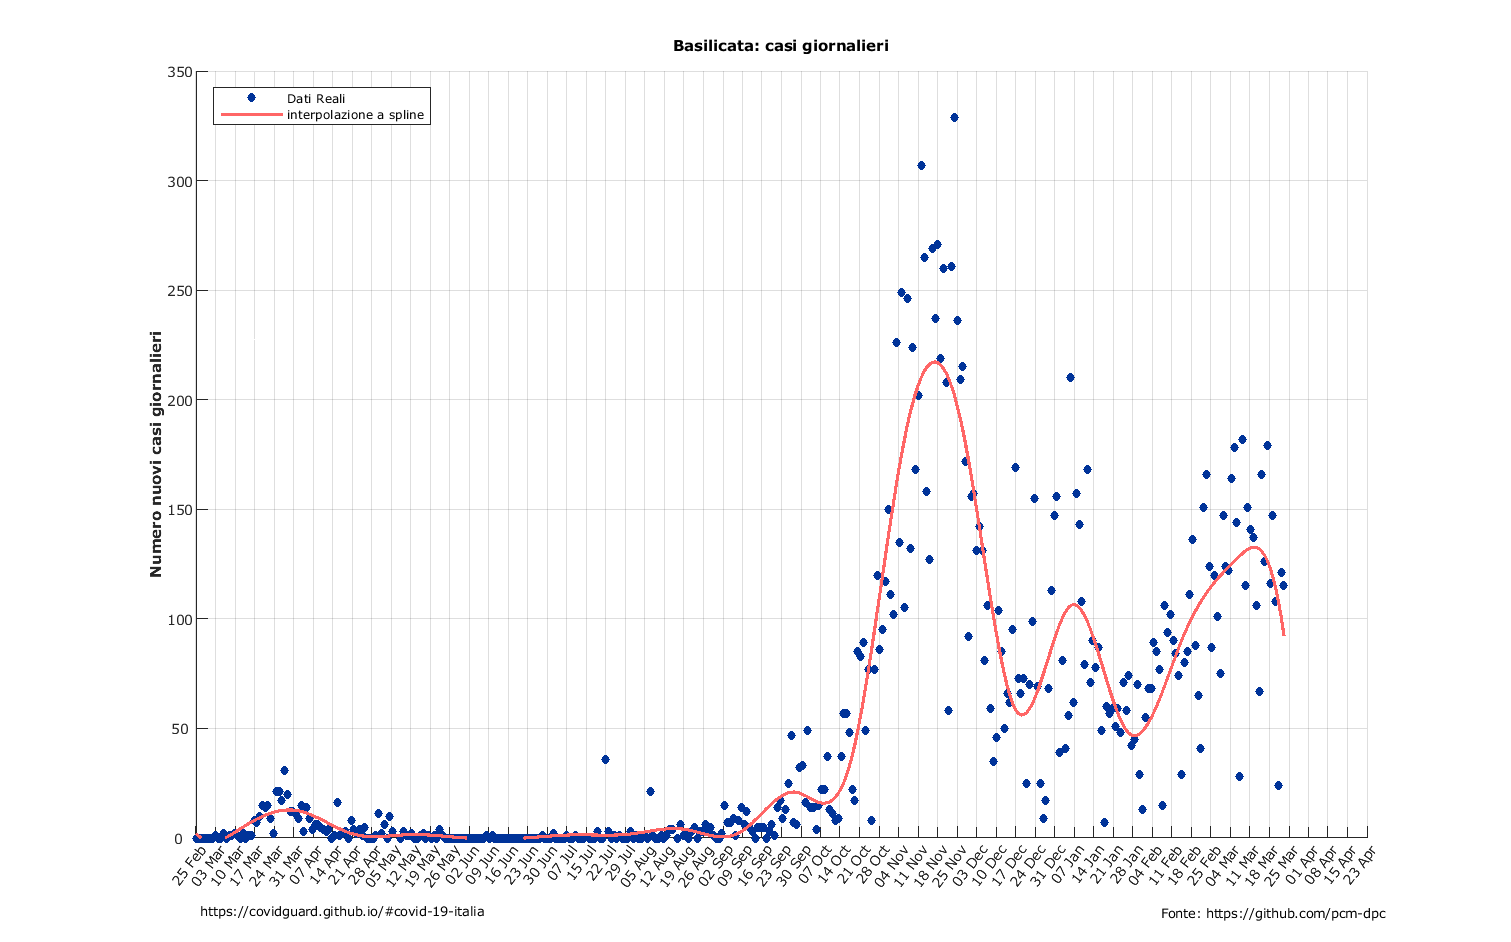 Basilicata: casi giornalieri
Dati Reali
interpolazione a spline
Numero nuovi casi giornalieri
350
300
250
200
150
100
50
0
25 Feb
03 Mar
10 Mar
17 Mar
24 Mar
31 Mar
07 Apr
14 Apr
21 Apr
28 Apr
05 May
12 May
19 May
26 May
02 Jun
09 Jun
16 Jun
23 Jun
30 Jun
07 Jul
15 Jul
22 Jul
29 Jul
05 Aug
12 Aug
19 Aug
26 Aug
02 Sep
09 Sep
16 Sep
23 Sep
30 Sep
07 Oct
14 Oct
21 Oct
28 Oct
04 Nov
11 Nov
18 Nov
25 Nov
03 Dec
10 Dec
17 Dec
24 Dec
31 Dec
07 Jan
14 Jan
21 Jan
28 Jan
04 Feb
11 Feb
18 Feb
25 Feb
04 Mar
11 Mar
18 Mar
25 Mar
01 Apr
08 Apr
15 Apr
23 Apr
https://covidguard.github.io/#covid-19-italia
Fonte: https://github.com/pcm-dpc